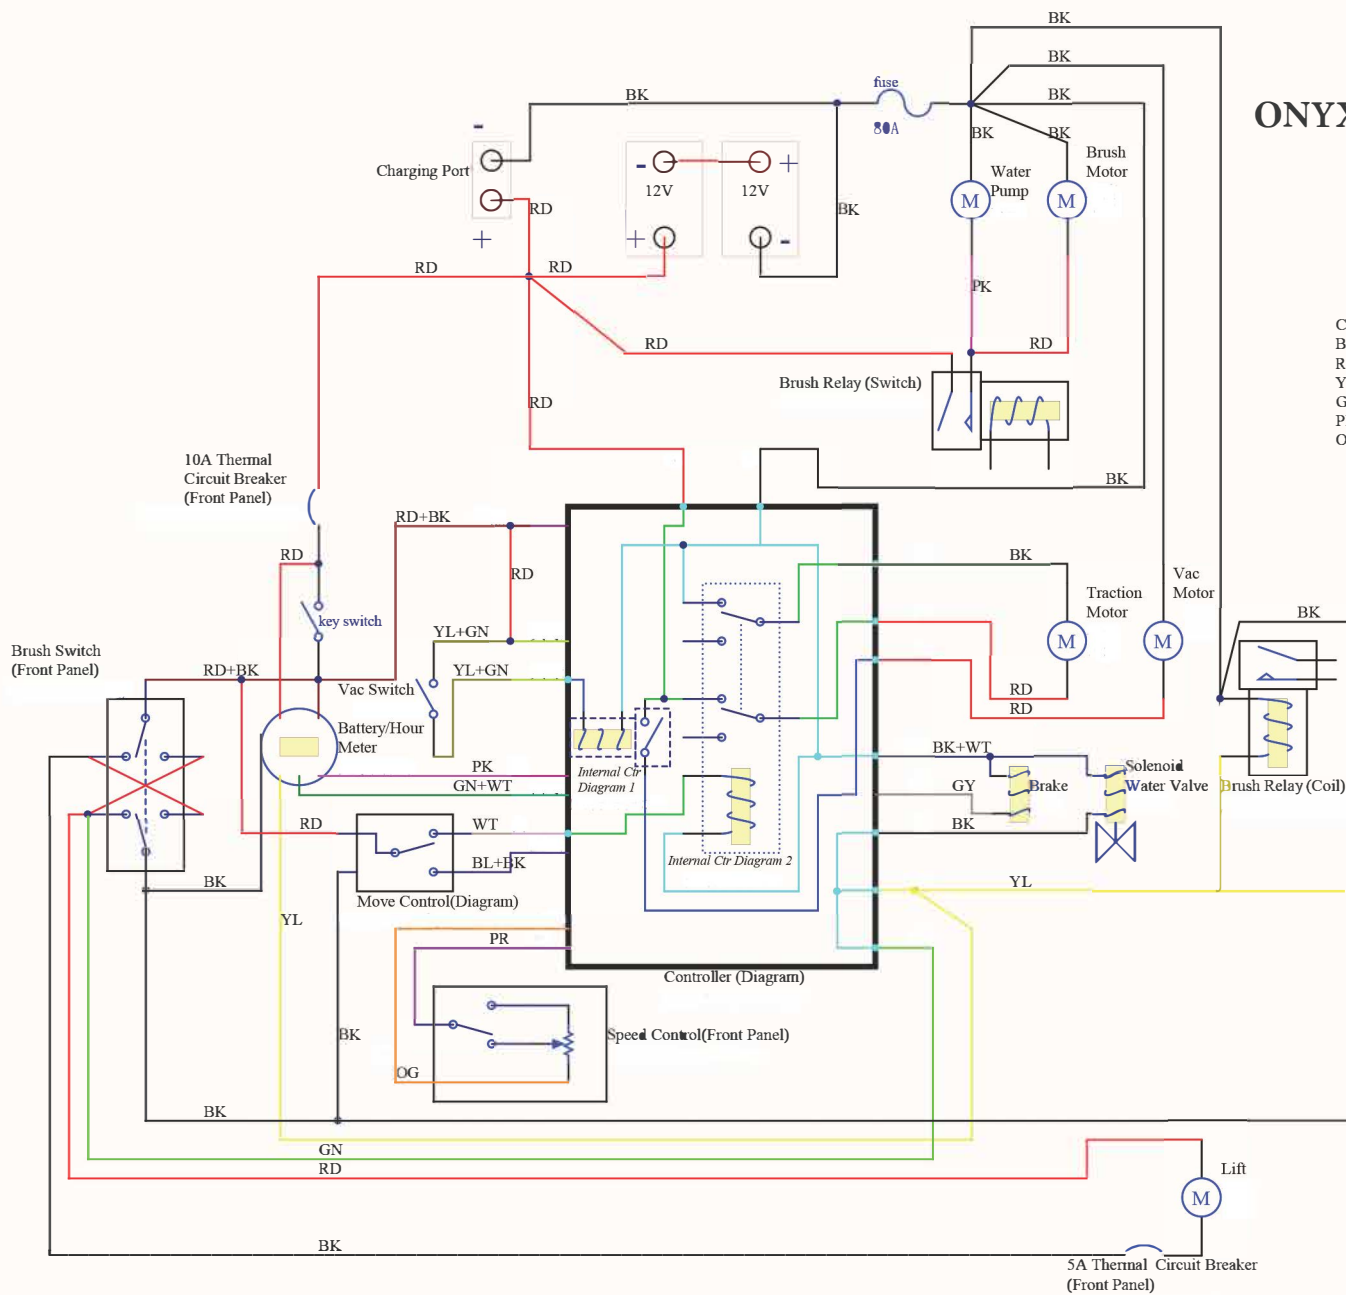 BK
BK
fuse
BK
BK
ONYX
-
80A
BK
BK
Charging Port
- +
12V 12V
Water
Pump
Brush
Motor
M M
RD
BK
+
+ -
RD RD
PK
RD RD
Brush Relay (Switch)
C
B
R
Y
G
P
O
RD
10A Thermal
Circuit Breaker
(Front Panel)
BK
RD+BK
RD
RD
BK
Vac
Motor
Traction
Motor
key switch
BK
YL+GN
M M
Brush Switch
(Front Panel)
RD+BK
YL+GN
Vac Switch
RD
RD
Battery/Hour
Meter
BK+WT
PK
Internal Ctr
Diagram 1
Solenoid
Water Valve
Brake
Brush Relay (Coil)
GN+WT
GY
RD
WT
BK
BL+BK
Internal Ctr Diagram 2
BK
YL
Move Control(Diagram)
YL
PR
Controller (Diagram)
BK
Speed Control(Front Panel)
OG
BK
GN
RD
Lift
M
BK
5A Thermal Circuit Breaker
(Front Panel)